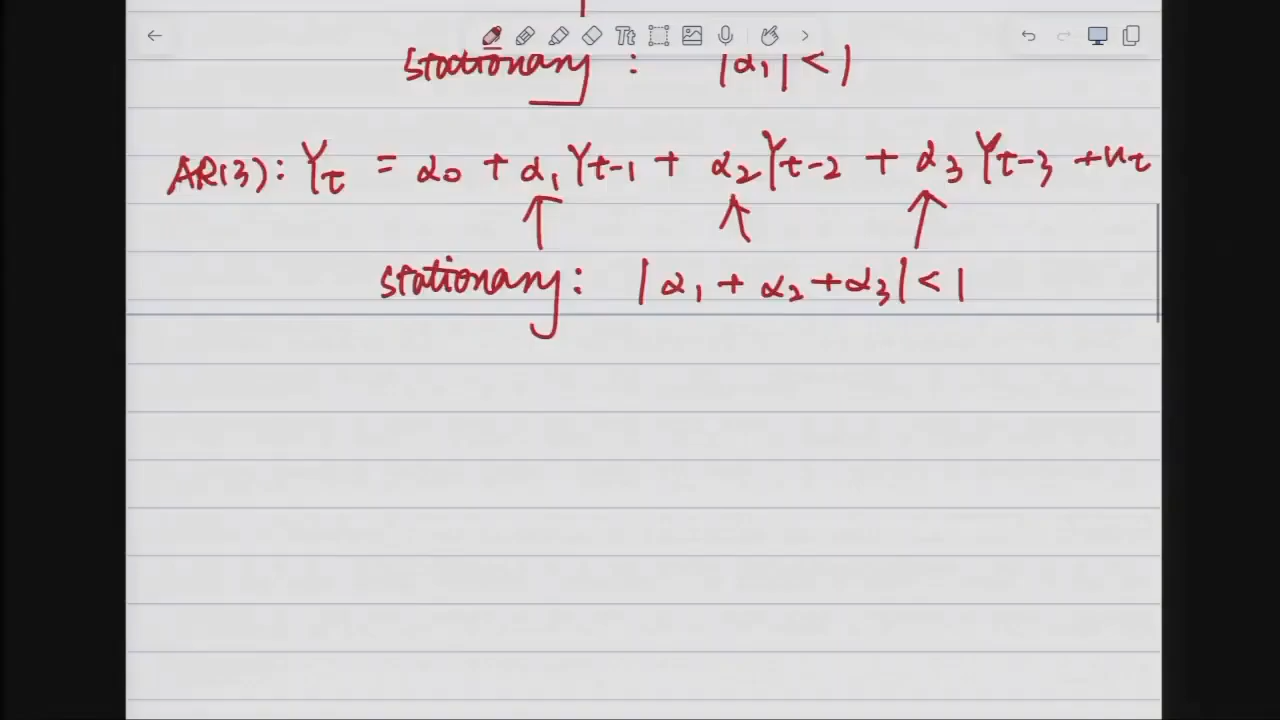 Tt
stationary : |α₁| < 1
AR(3): Yₜ = α₀ + α₁Yₜ₋₁ + α₂Yₜ₋₂ + α₃Yₜ₋₃ + uₜ
stationary: |α₁ + α₂ + α₃| < 1